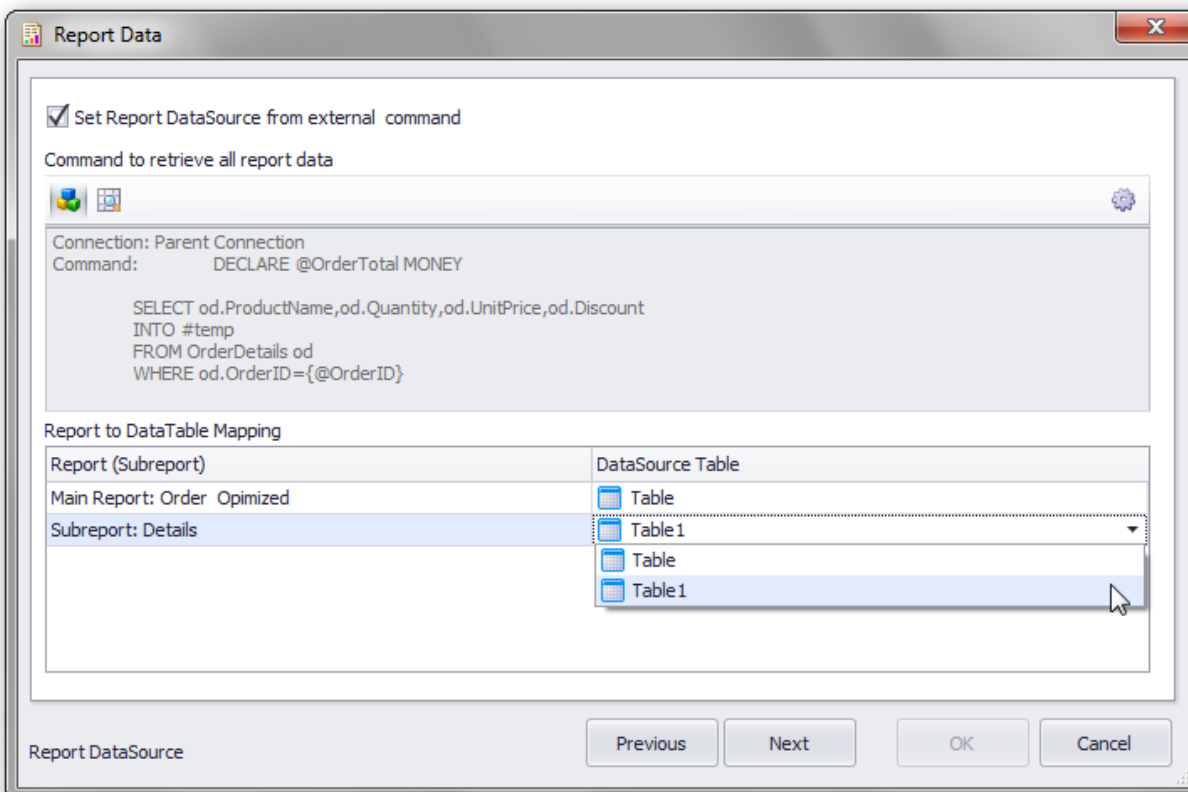 Report Data
Set Report DataSource from external command
Command to retrieve all report data
Connection: Parent Connection
Command: DECLARE @OrderTotal MONEY
SELECT od.ProductName,od.Quantity,od.UnitPrice,od.Discount
INTO #temp
FROM OrderDetails od
WHERE od.OrderID={@OrderID}
Report to DataTable Mapping
Report (Subreport) DataSource Table
Main Report: Order Opimized Table
Subreport: Details Table1
Table
Table1
Report DataSource Previous Next OK Cancel